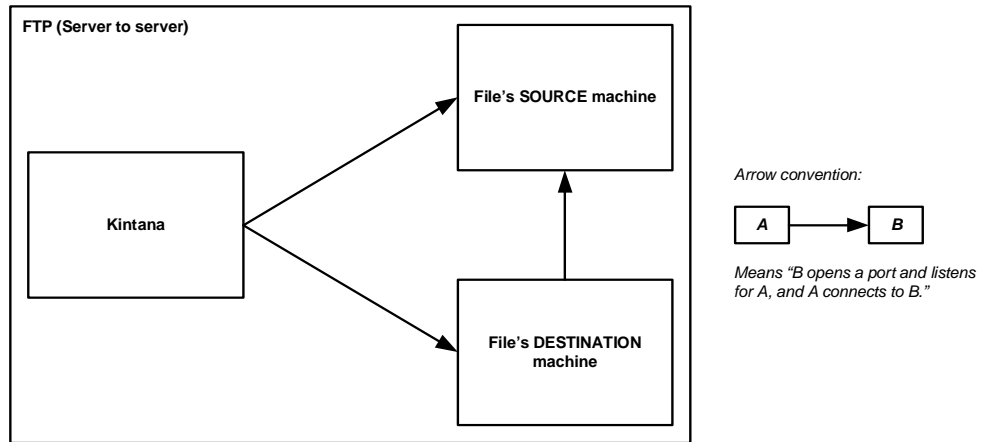 FTP (Server to server)
File’s SOURCE machine
Kintana
File’s DESTINATION
machine
Arrow convention:
A
B
Means “B opens a port and listens
for A, and A connects to B.”